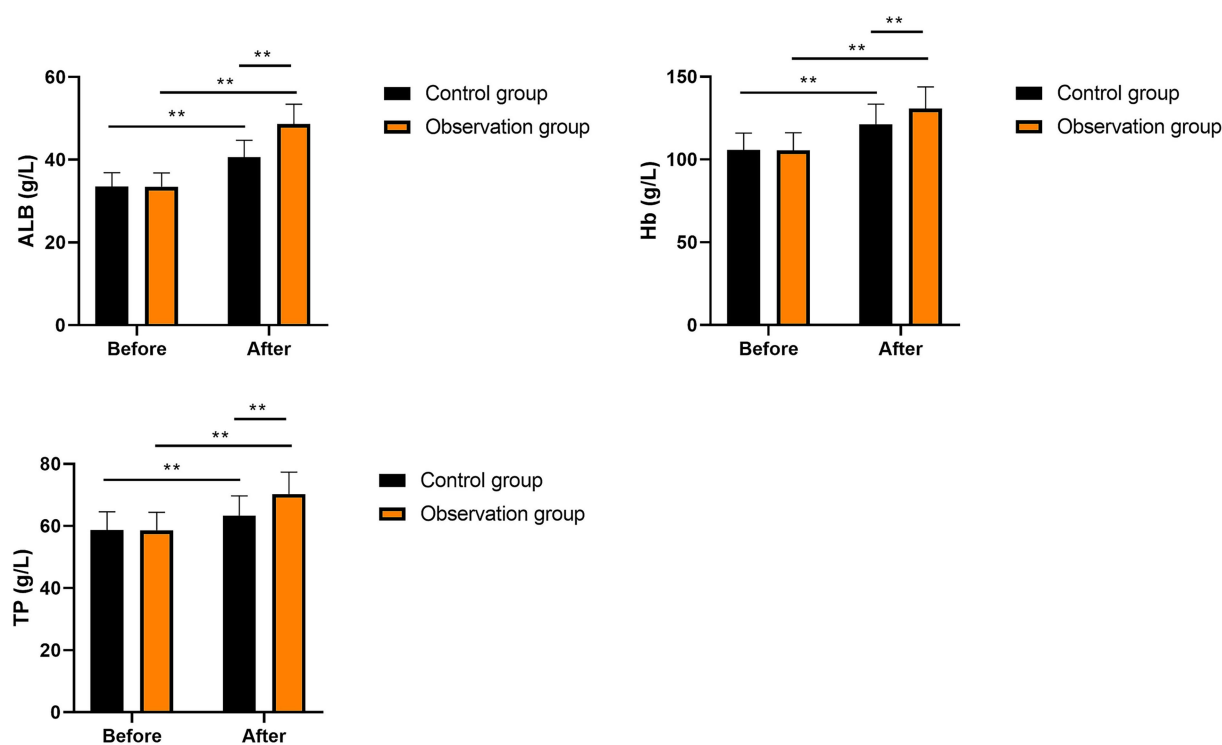 **
**
**
60
40
20
0
ALB (g/L)
Before
After
Control group
Observation group
**
**
**
150
100
50
0
Hb (g/L)
Before
After
Control group
Observation group
**
**
**
80
60
40
20
0
TP (g/L)
Before
After
Control group
Observation group